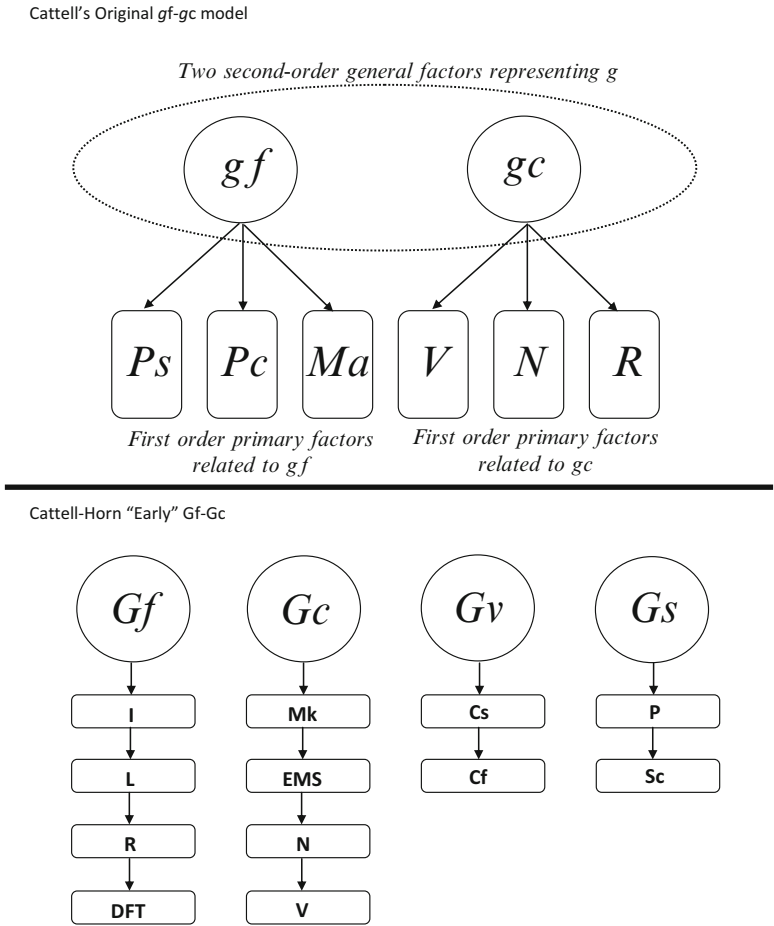 Cattell's Original gf-gc model
Two second-order general factors representing g
gf gc
Ps Pc Ma V N R
First order primary factors related to gf
First order primary factors related to gc
Cattell-Horn “Early” Gf-Gc
Gf Gc Gv Gs
I Mk Cs P
L EMS Cf Sc
R N
DFT V